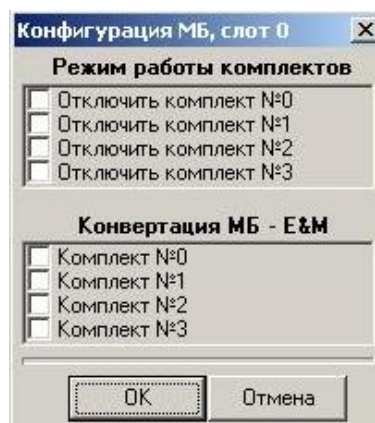 Конфигурация МБ, слот 0
Режим работы комплектов
Отключить комплект №0
Отключить комплект №1
Отключить комплект №2
Отключить комплект №3
Конвертация МБ - E&M
Комплект №0
Комплект №1
Комплект №2
Комплект №3
OK Отмена